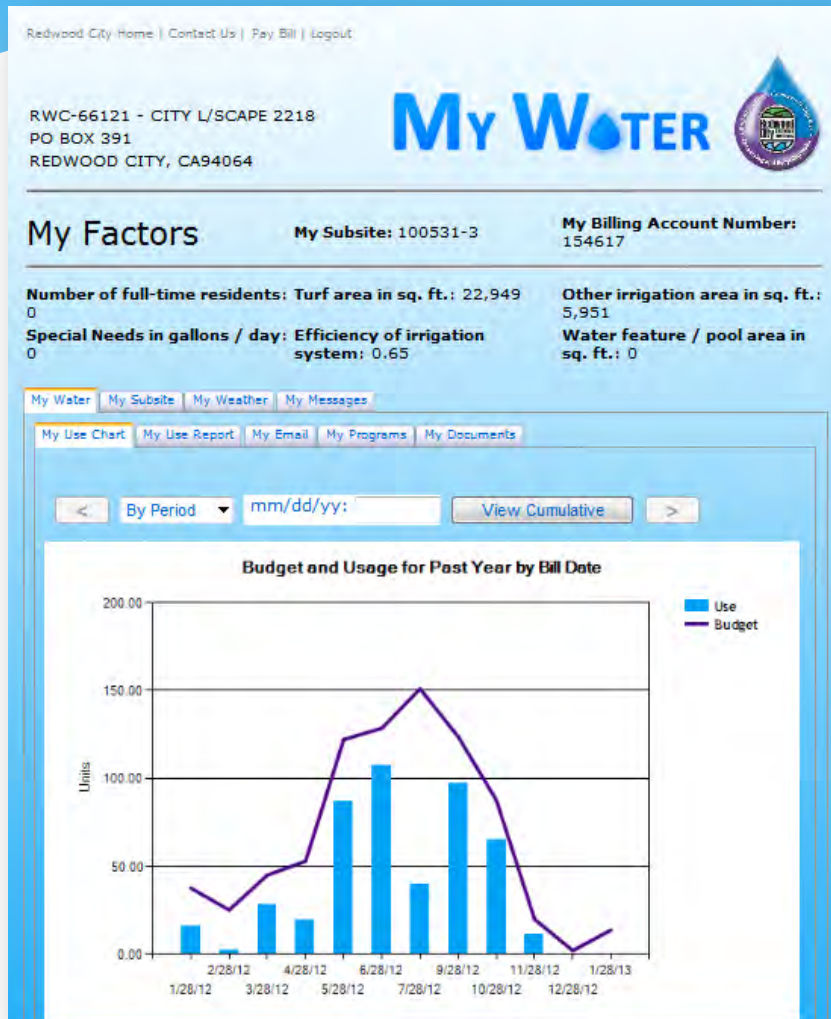 Redwood City Home | Contact Us | Pay Bill | Logout
RWC-66121 - CITY L/SCAPE 2218
PO BOX 391
REDWOOD CITY, CA94064
MY WATER
My Factors
My Subsite: 100531-3
My Billing Account Number:
154617
Number of full-time residents:
0
Turf area in sq. ft.: 22,949
Other irrigation area in sq. ft.:
5,951
Special Needs in gallons / day:
0
Efficiency of irrigation
system: 0.65
Water feature / pool area in
sq. ft.: 0
My Water My Subsite My Weather My Messages
My Use Chart My Use Report My Email My Programs My Documents
< By Period mm/dd/yy: View Cumulative >
Budget and Usage for Past Year by Bill Date
Use
Budget
Units
200.00
150.00
100.00
50.00
0.00
2/28/12 4/28/12 6/28/12 9/28/12 11/28/12 1/28/13
1/28/12 3/28/12 5/28/12 7/28/12 10/28/12 12/28/12